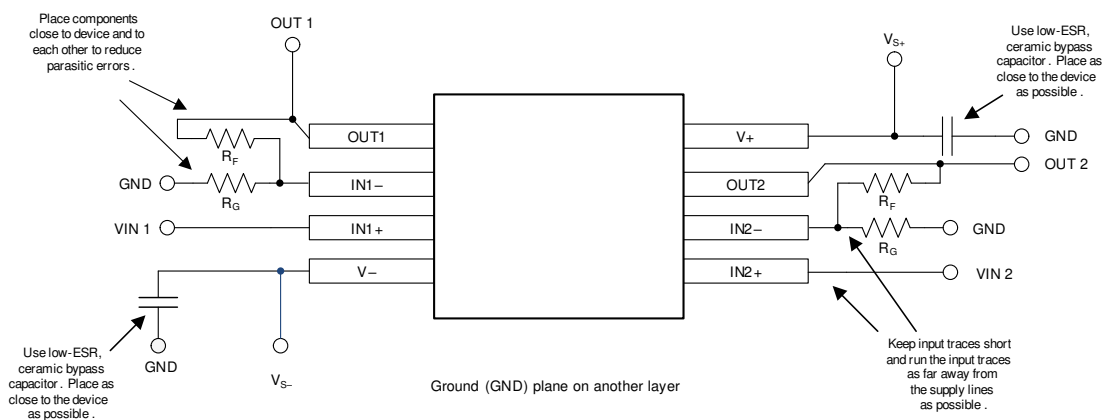 Place components
close to device and to
each other to reduce
parasitic errors .
OUT 1
VS+
Use low-ESR,
ceramic bypass
capacitor . Place as
close to the device
as possible .
OUT1
RF
GND
RG
IN1−
VIN 1
IN1+
V−
V+
GND
OUT 2
OUT2
RF
IN2−
RG
GND
IN2+
VIN 2
Use low-ESR,
ceramic bypass
capacitor . Place as
close to the device
as possible .
GND
VS−
Ground (GND) plane on another layer
Keep input traces short
and run the input traces
as far away from
the supply lines
as possible .